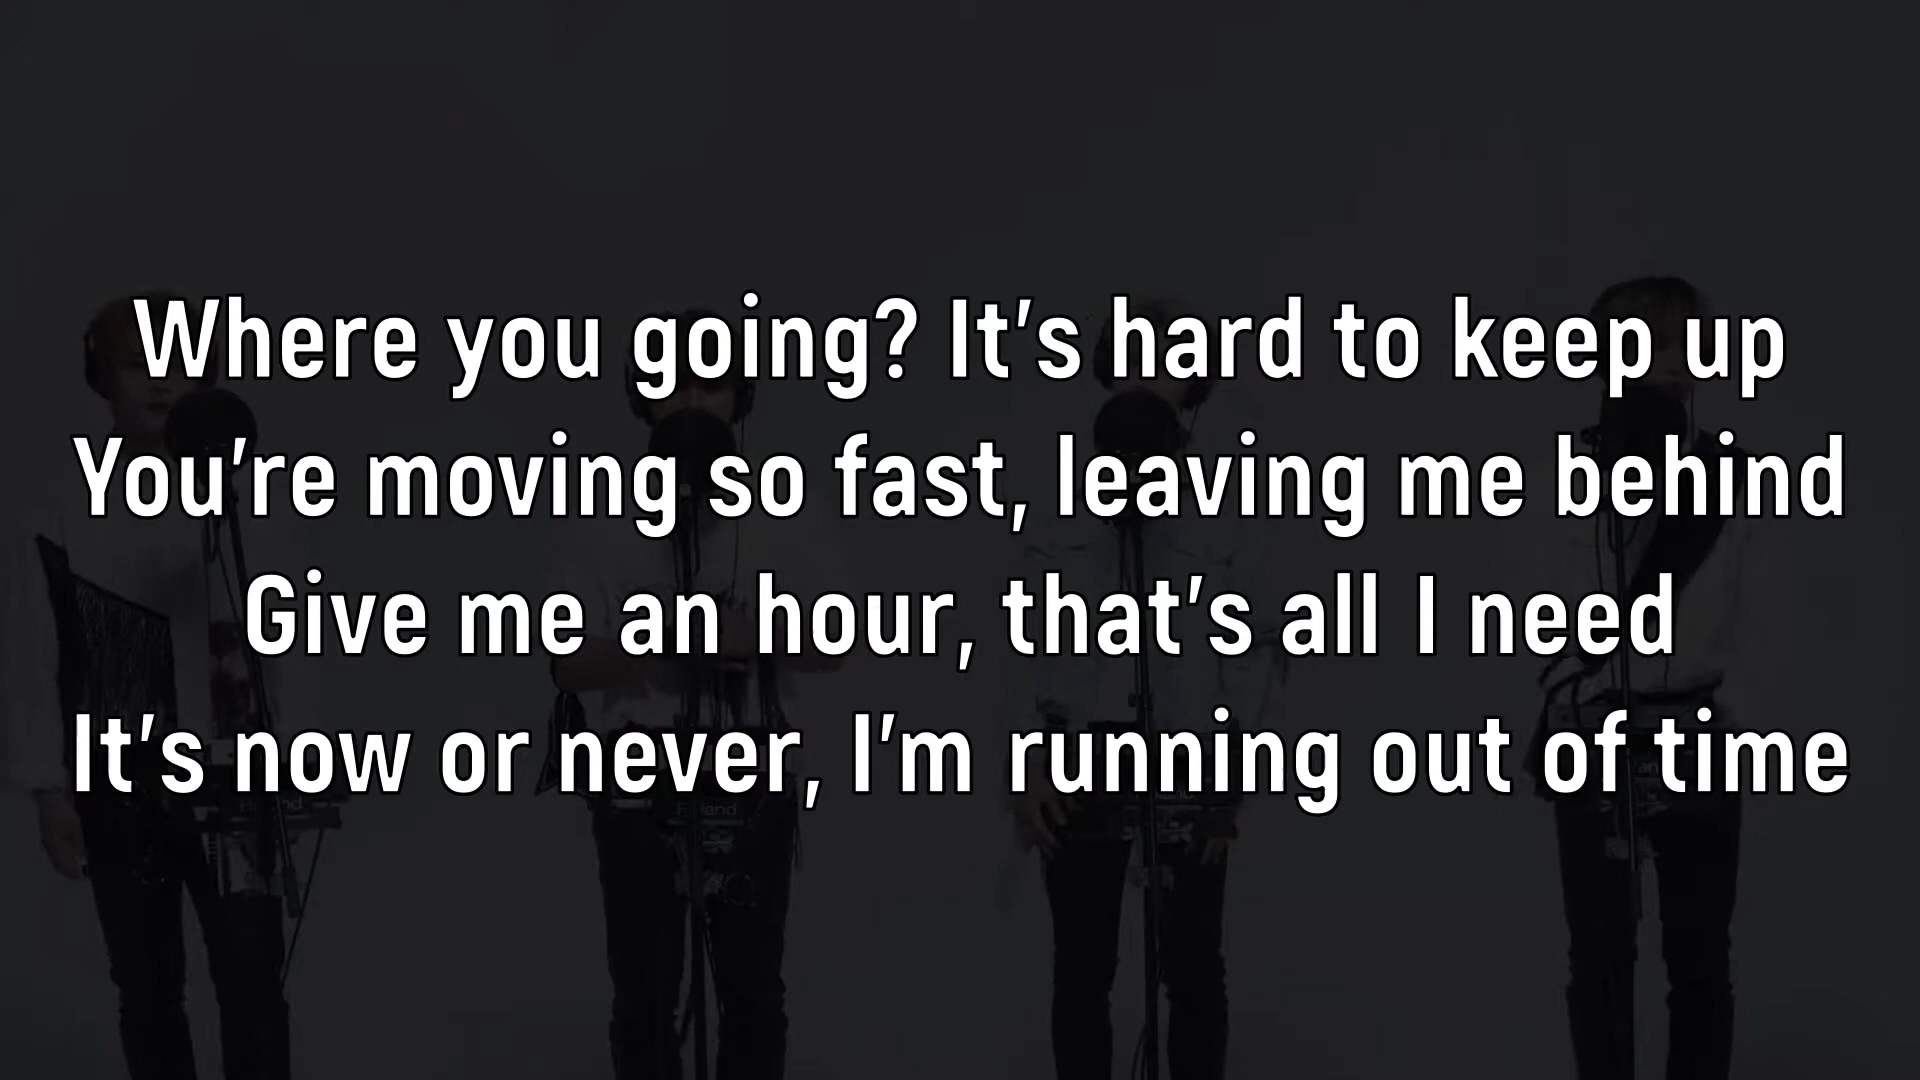 Where you going? It's hard to keep up
You're moving so fast, leaving me behind
Give me an hour, that's all I need
It's now or never, I'm running out of time